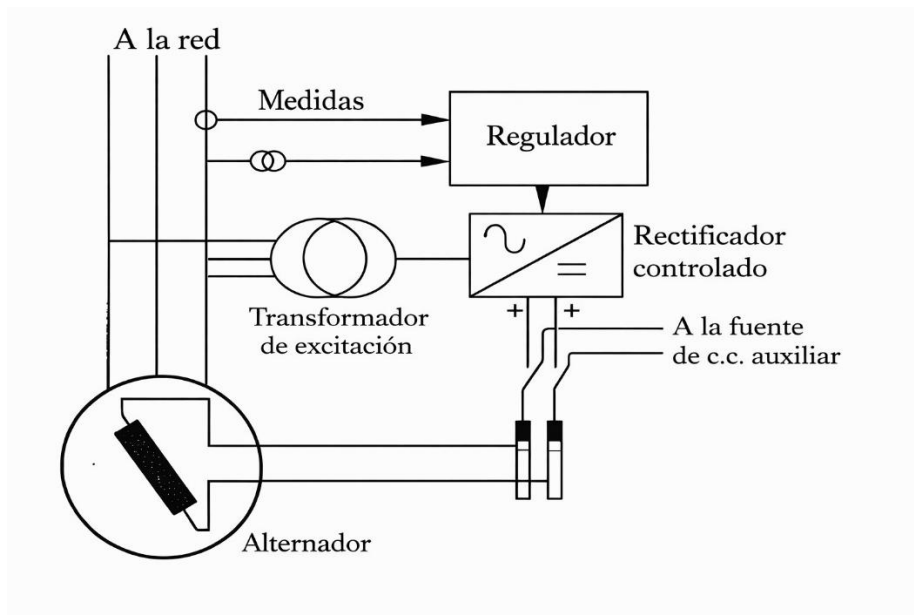 A la red
Medidas
Regulador
Rectificador
controlado
Transformador
de excitación
+ +
A la fuente
de c.c. auxiliar
Alternador